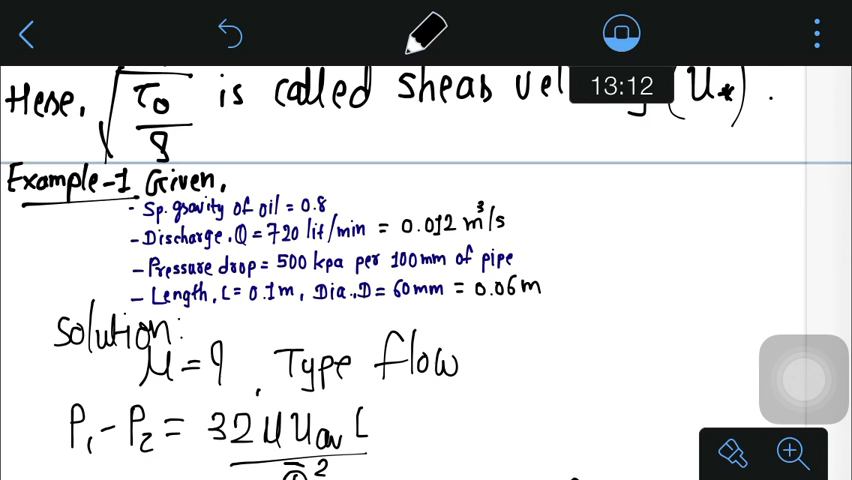 Here, √τ₀/ρ is called shear vel (U*).
13:12
Example-1 Given,
- Sp. gravity of oil = 0.8
- Discharge, Q = 720 lit/min = 0.012 m³/s
- Pressure drop = 500 kpa per 100mm of pipe
- Length, L = 0.1m, Dia., D = 60mm = 0.06 m
Solution:
μ = ?, Type flow
P₁ - P₂ = 32 μ Uav L
D²